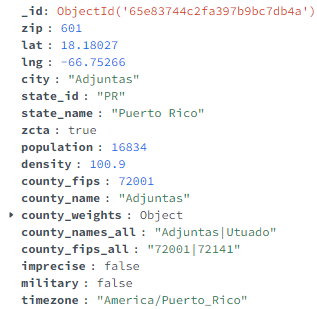 _id: ObjectId('65e83744c2fa397b9bc7db4a')
zip : 601
lat : 18.18027
lng : -66.75266
city : "Adjuntas"
state_id : "PR"
state_name : "Puerto Rico"
zcta : true
population : 16834
density : 100.9
county_fips : 72001
county_name : "Adjuntas"
county_weights : Object
county_names_all : "Adjuntas|Utuado"
county_fips_all : "72001|72141"
imprecise : false
military : false
timezone : "America/Puerto_Rico"